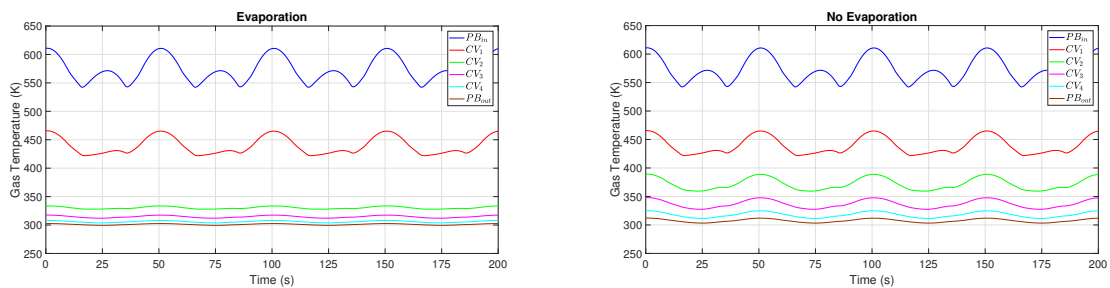 Evaporation
650
600
550
500
450
400
350
300
250
Gas Temperature (K)
0 25 50 75 100 125 150 175 200
Time (s)
PB_in
CV_1
CV_2
CV_3
CV_4
PB_out
No Evaporation
650
600
550
500
450
400
350
300
250
Gas Temperature (K)
0 25 50 75 100 125 150 175 200
Time (s)
PB_in
CV_1
CV_2
CV_3
CV_4
PB_out